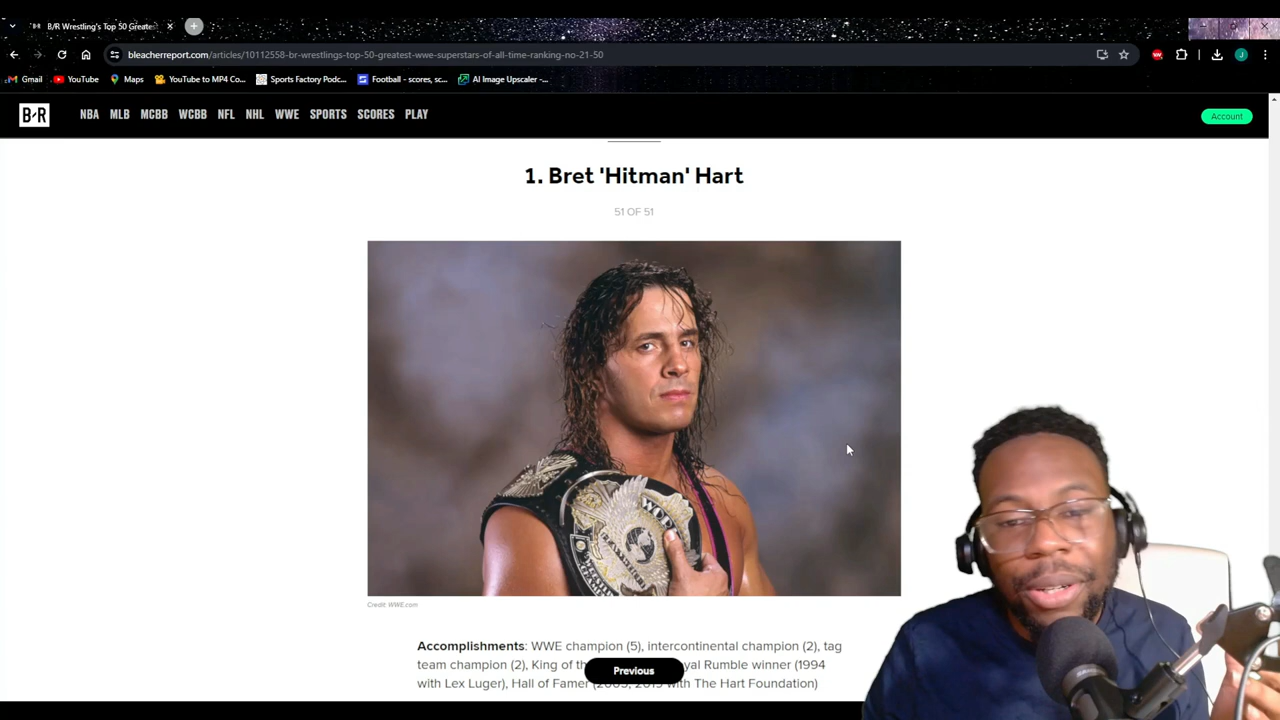 B/R Wrestling's Top 50 Greates
bleacherreport.com/articles/10112558-br-wrestlings-top-50-greatest-wwe-superstars-of-all-time-ranking-no-21-50
Gmail YouTube Maps YouTube to MP4 Co... Sports Factory Podc... Football - scores, sc... AI Image Upscaler -...
B/R NBA MLB MCBB WCBB NFL NHL WWE SPORTS SCORES PLAY Account
1. Bret 'Hitman' Hart
51 OF 51
WORL
Credit: WWE.com
Accomplishments: WWE champion (5), intercontinental champion (2), tag
team champion (2), King of th yal Rumble winner (1994
with Lex Luger), Hall of Famer with The Hart Foundation)
Previous